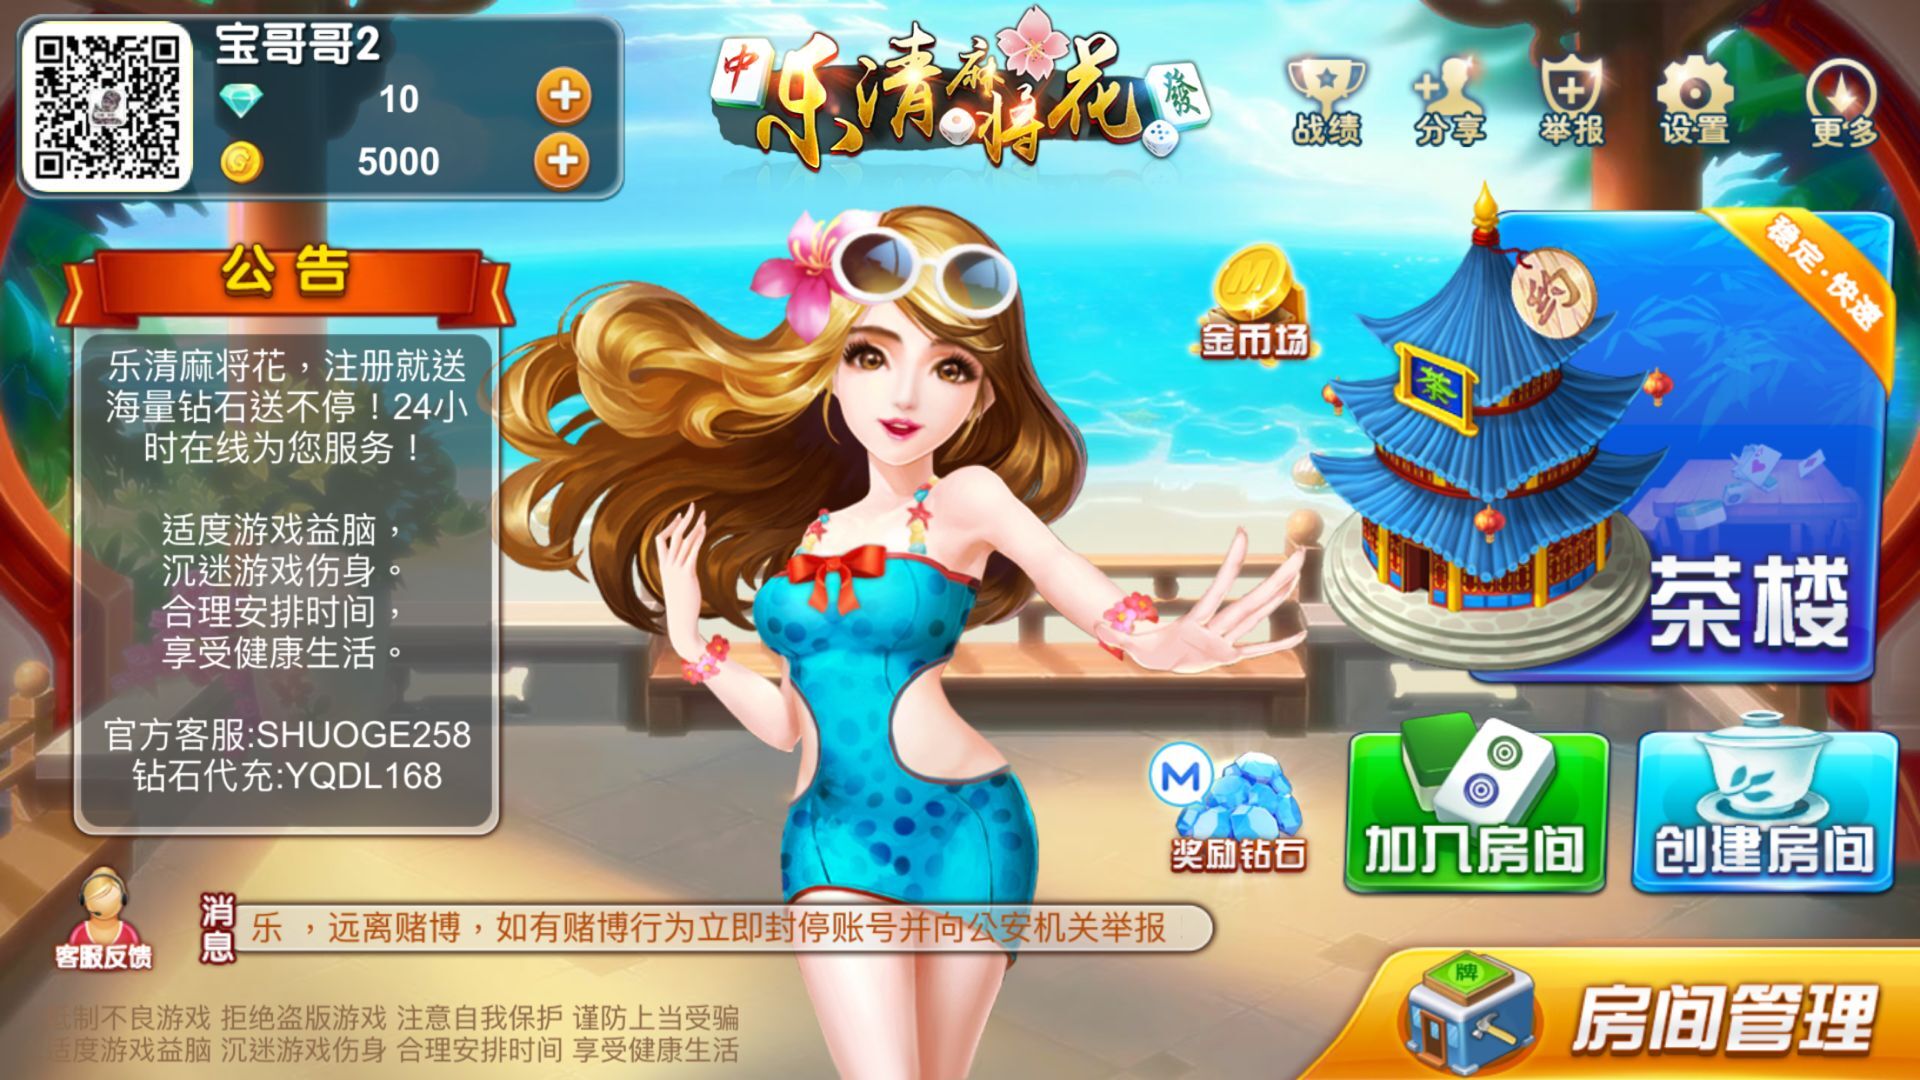 宝哥哥2
10
5000
中
乐清麻将花
發
战绩
分享
举报
设置
更多
公告
乐清麻将花，注册就送
海量钻石送不停！24小
时在线为您服务！
适度游戏益脑，
沉迷游戏伤身。
合理安排时间，
享受健康生活。
官方客服:SHUOGE258
钻石代充:YQDL168
M
金币场
约
茶
稳定·快速
茶楼
M
奖励钻石
加入房间
创建房间
客服反馈
消息
乐 ，远离赌博，如有赌博行为立即封停账号并向公安机关举报
抵制不良游戏 拒绝盗版游戏 注意自我保护 谨防上当受骗
适度游戏益脑 沉迷游戏伤身 合理安排时间 享受健康生活
牌
房间管理